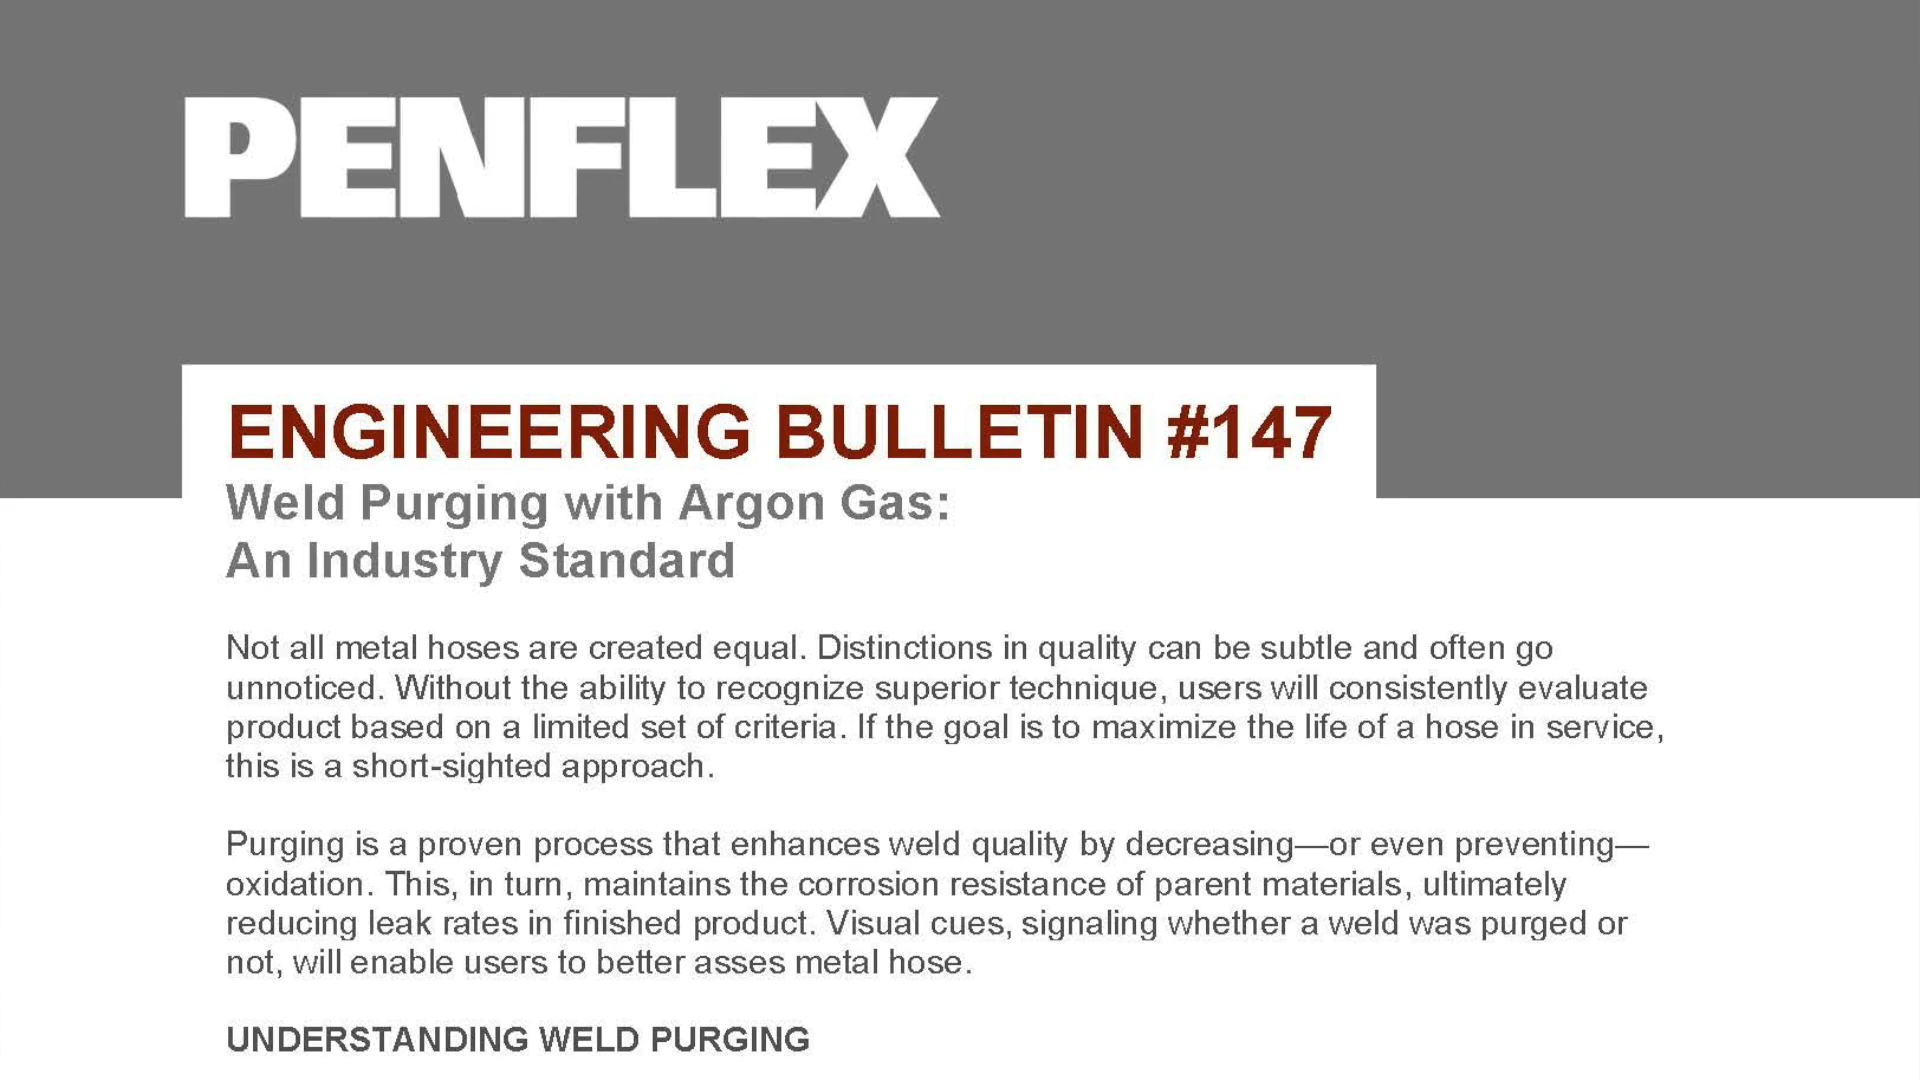 PENFLEX
ENGINEERING BULLETIN #147
Weld Purging with Argon Gas:
An Industry Standard
Not all metal hoses are created equal. Distinctions in quality can be subtle and often go
unnoticed. Without the ability to recognize superior technique, users will consistently evaluate
product based on a limited set of criteria. If the goal is to maximize the life of a hose in service,
this is a short-sighted approach.
Purging is a proven process that enhances weld quality by decreasing—or even preventing—
oxidation. This, in turn, maintains the corrosion resistance of parent materials, ultimately
reducing leak rates in finished product. Visual cues, signaling whether a weld was purged or
not, will enable users to better asses metal hose.
UNDERSTANDING WELD PURGING